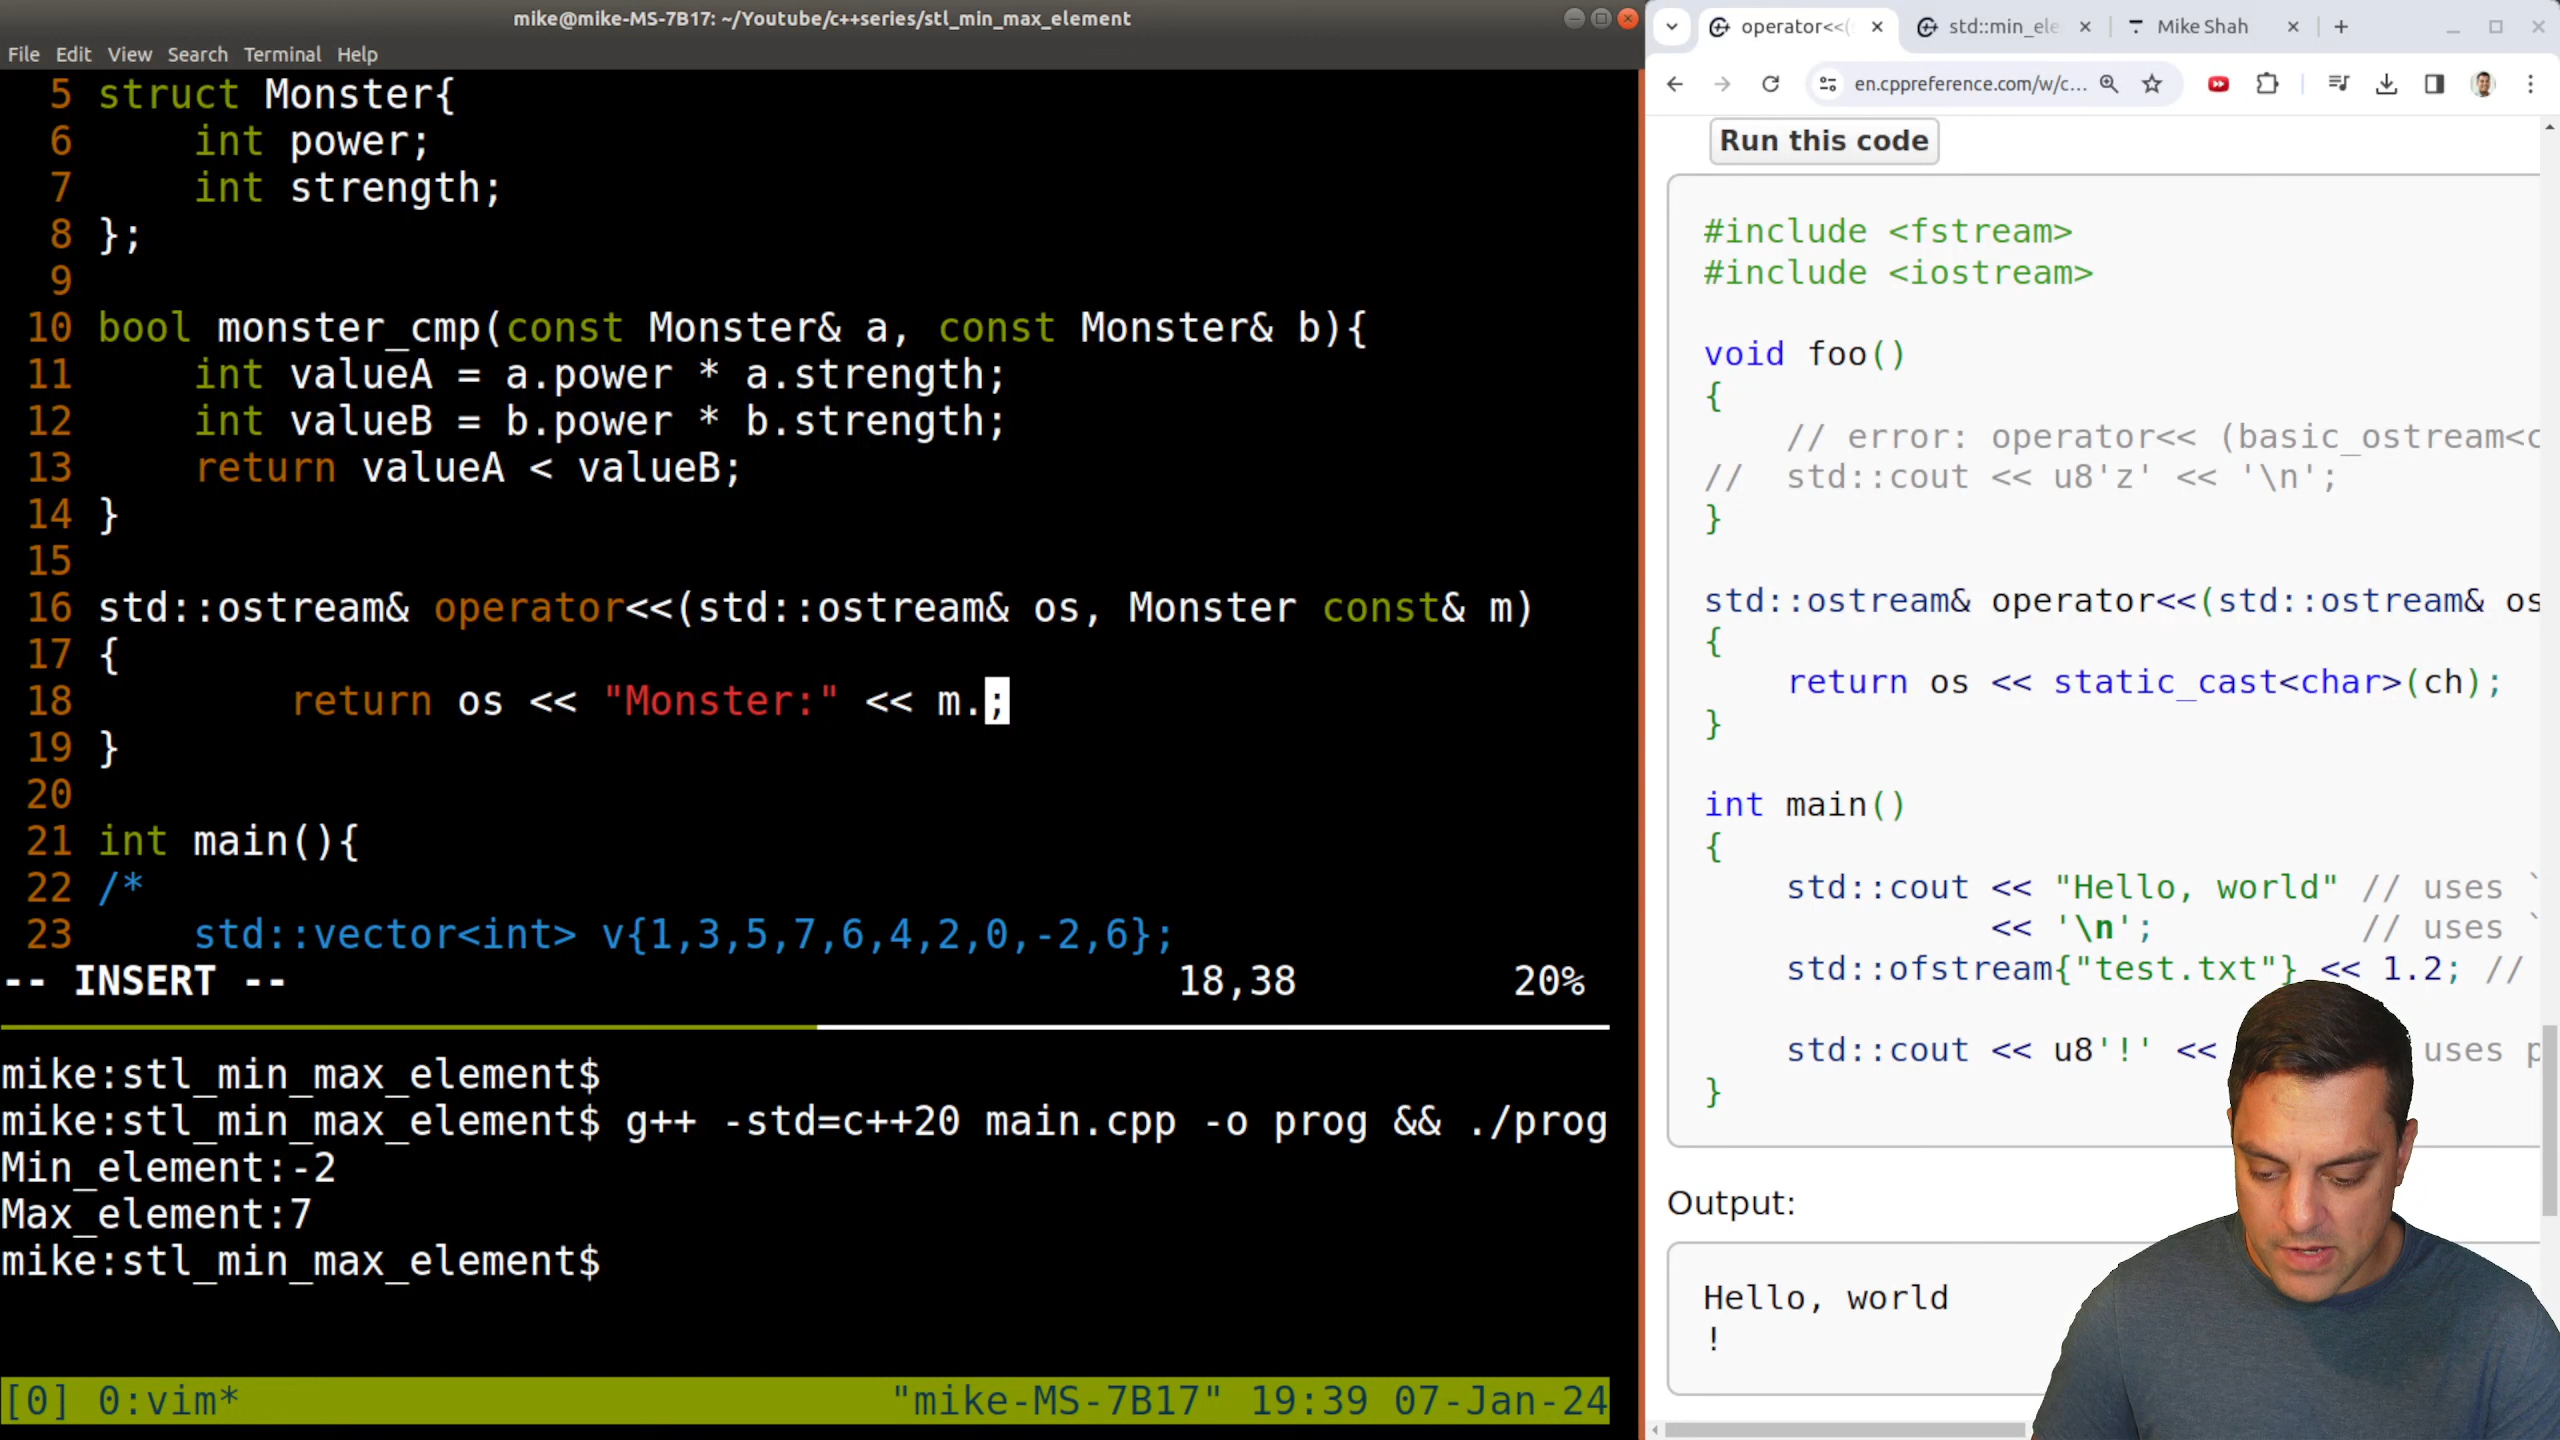 mike@mike-MS-7B17: ~/Youtube/c++series/stl_min_max_element
File Edit View Search Terminal Help
5 struct Monster{
6     int power;
7     int strength;
8 };
9
10 bool monster_cmp(const Monster& a, const Monster& b){
11     int valueA = a.power * a.strength;
12     int valueB = b.power * b.strength;
13     return valueA < valueB;
14 }
15
16 std::ostream& operator<<(std::ostream& os, Monster const& m)
17 {
18         return os << "Monster:" << m.;
19 }
20
21 int main(){
22 /*
23     std::vector<int> v{1,3,5,7,6,4,2,0,-2,6};
-- INSERT -- 18,38 20%
mike:stl_min_max_element$
mike:stl_min_max_element$ g++ -std=c++20 main.cpp -o prog && ./prog
Min_element:-2
Max_element:7
mike:stl_min_max_element$
[0] 0:vim* "mike-MS-7B17" 19:39 07-Jan-24
operator<<( std::min_ele Mike Shah
en.cppreference.com/w/c...
Run this code
#include <fstream>
#include <iostream>
void foo()
{
    // error: operator<< (basic_ostream<c
//  std::cout << u8'z' << '\n';
}
std::ostream& operator<<(std::ostream& os
{
    return os << static_cast<char>(ch);
}
int main()
{
    std::cout << "Hello, world" // uses `
              << '\n';          // uses `
    std::ofstream{"test.txt"} << 1.2; //
    std::cout << u8'!' << uses p
}
Output:
Hello, world
!